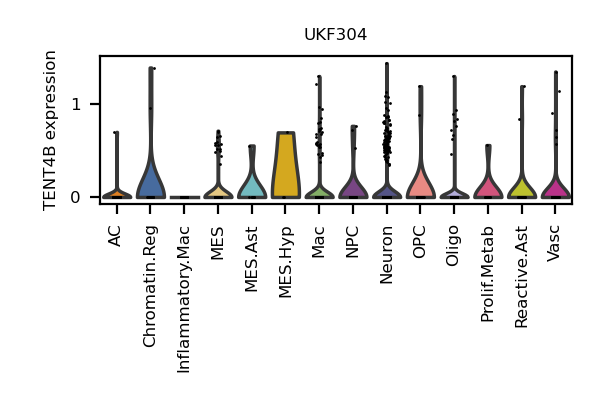 UKF304
TENT4B expression
1
0
AC
Chromatin.Reg
Inflammatory.Mac
MES
MES.Ast
MES.Hyp
Mac
NPC
Neuron
OPC
Oligo
Prolif.Metab
Reactive.Ast
Vasc